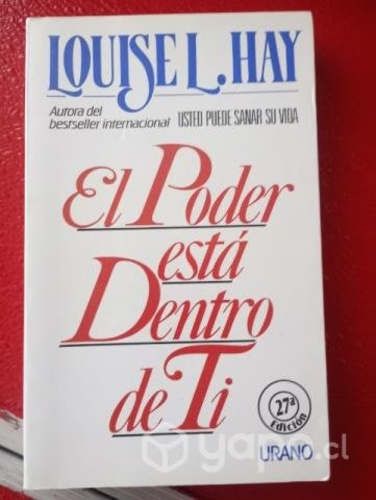 LOUISE L. HAY
Autora del
bestseller internacional USTED PUEDE SANAR SU VIDA
El Poder
está
Dentro
de Ti
27ª
Edición
URANO
yapo.cl